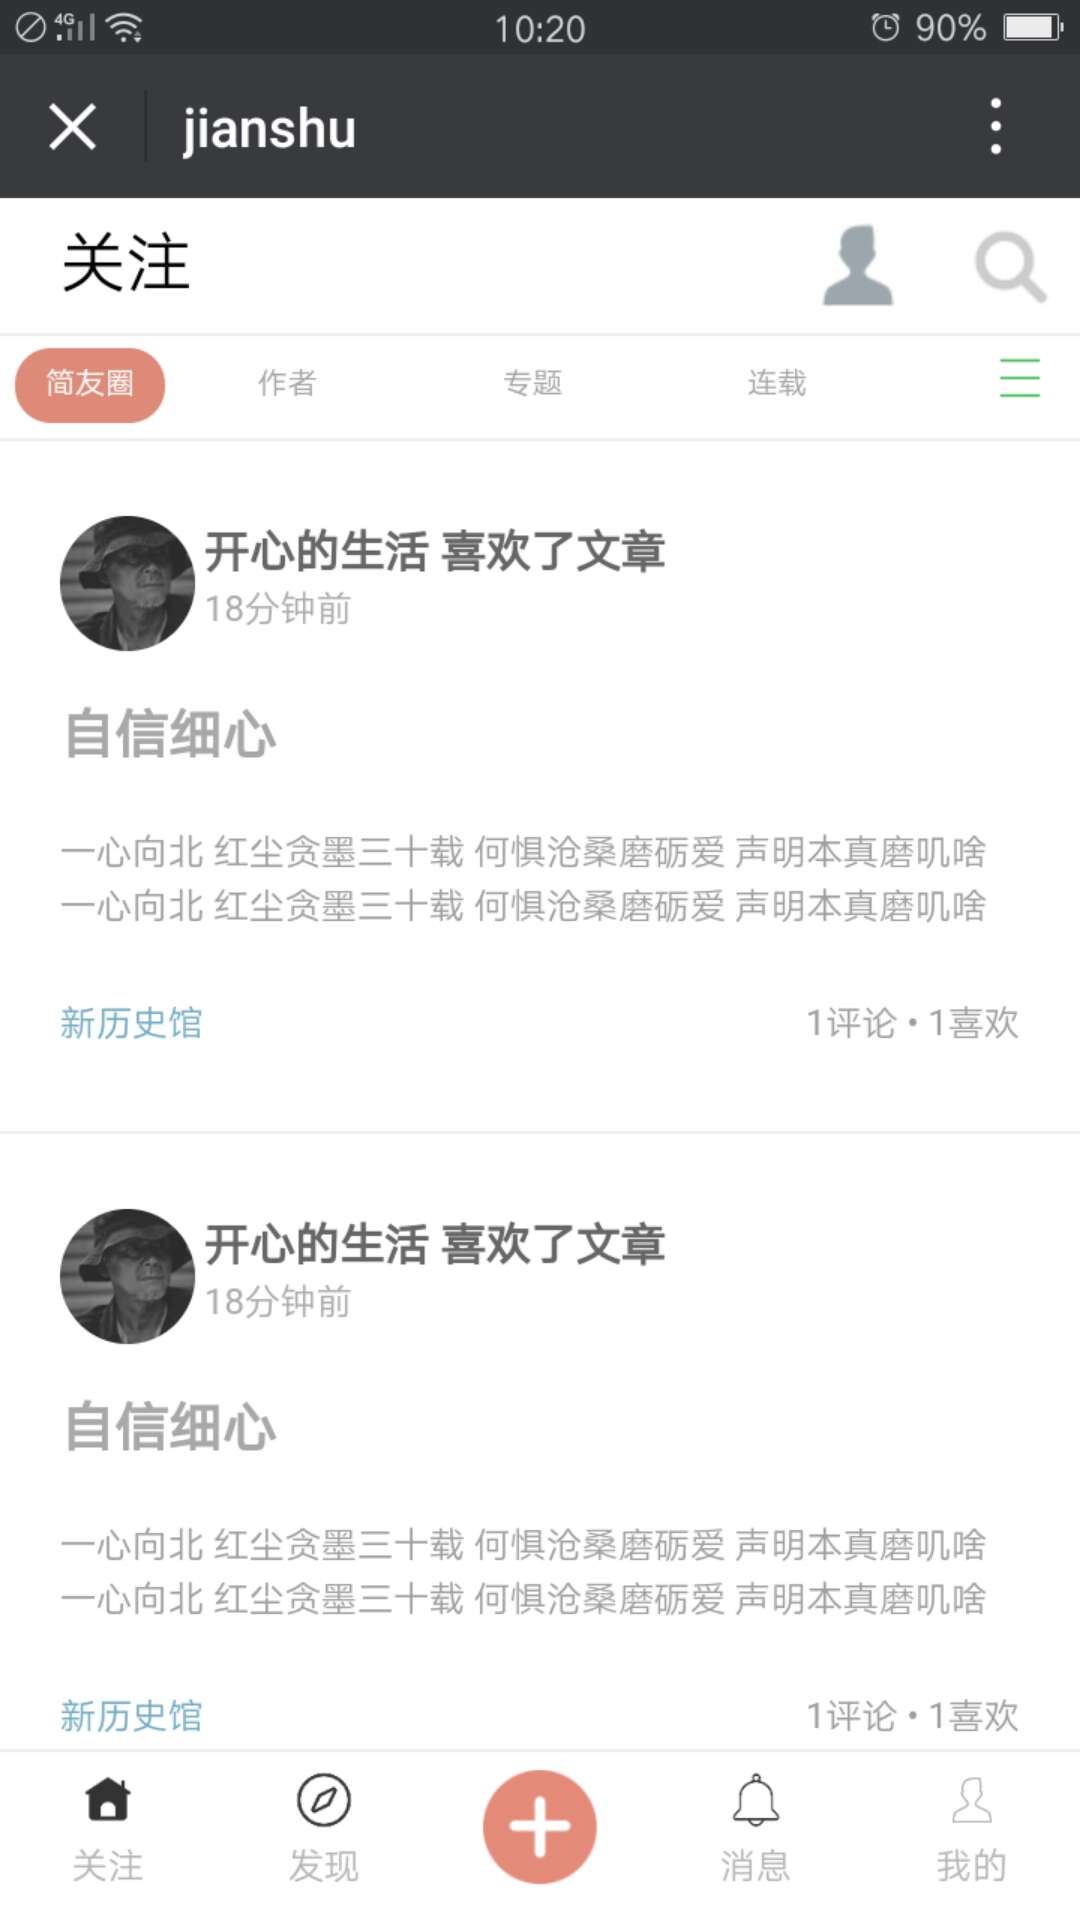 4G 10:20 90%
jianshu
关注
简友圈 作者 专题 连载
开心的生活 喜欢了文章
18分钟前
自信细心
一心向北 红尘贪墨三十载 何惧沧桑磨砺爱 声明本真磨叽啥
一心向北 红尘贪墨三十载 何惧沧桑磨砺爱 声明本真磨叽啥
新历史馆 1评论 • 1喜欢
开心的生活 喜欢了文章
18分钟前
自信细心
一心向北 红尘贪墨三十载 何惧沧桑磨砺爱 声明本真磨叽啥
一心向北 红尘贪墨三十载 何惧沧桑磨砺爱 声明本真磨叽啥
新历史馆 1评论 • 1喜欢
关注 发现 消息 我的